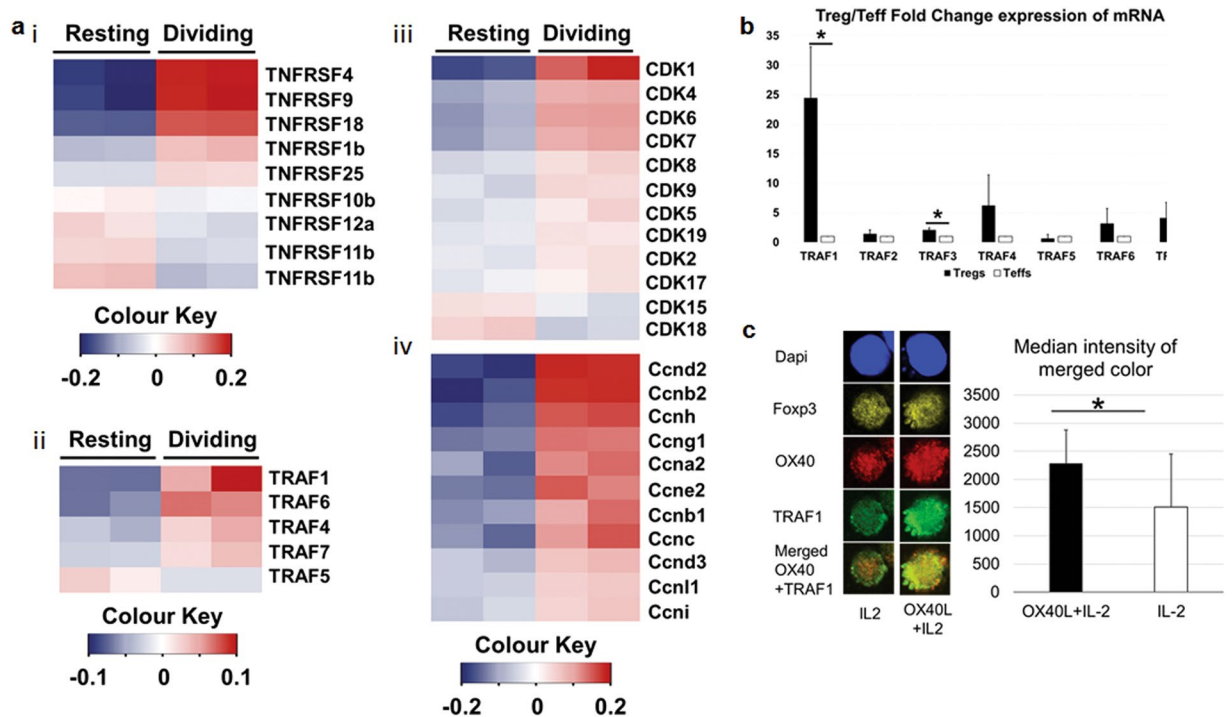 a
i
Resting Dividing
TNFRSF4
TNFRSF9
TNFRSF18
TNFRSF1b
TNFRSF25
TNFRSF10b
TNFRSF12a
TNFRSF11b
TNFRSF11b
Colour Key
-0.2 0 0.2
ii
Resting Dividing
TRAF1
TRAF6
TRAF4
TRAF7
TRAF5
Colour Key
-0.1 0 0.1
iii
Resting Dividing
CDK1
CDK4
CDK6
CDK7
CDK8
CDK9
CDK5
CDK19
CDK2
CDK17
CDK15
CDK18
iv
Ccnd2
Ccnb2
Ccnh
Ccng1
Ccna2
Ccne2
Ccnb1
Ccnc
Ccnd3
Ccnl1
Ccni
Colour Key
-0.2 0 0.2
b
Treg/Teff Fold Change expression of mRNA
35
30
25
20
15
10
5
0
*
*
TRAF1 TRAF2 TRAF3 TRAF4 TRAF5 TRAF6
Tregs Teffs
c
Dapi
Foxp3
OX40
TRAF1
Merged
OX40
+TRAF1
IL2 OX40L
+IL2
Median intensity of
merged color
3500
3000
2500
2000
1500
1000
500
0
*
OX40L+IL-2 IL-2